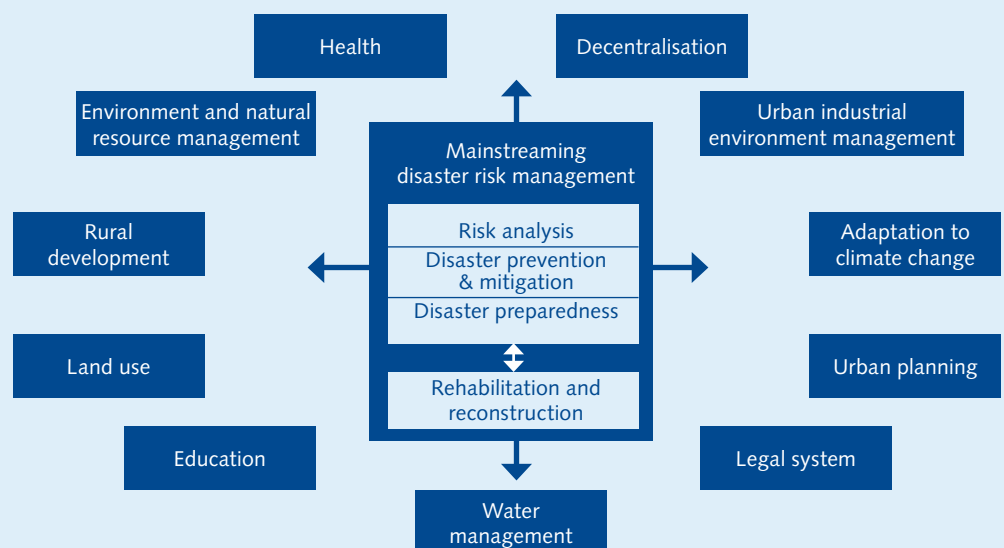 Health
Decentralisation
Environment and natural
resource management
Urban industrial
environment management
Mainstreaming
disaster risk management
Risk analysis
Disaster prevention
& mitigation
Disaster preparedness
Rehabilitation and
reconstruction
Rural
development
Adaptation to
climate change
Land use
Urban planning
Education
Legal system
Water
management